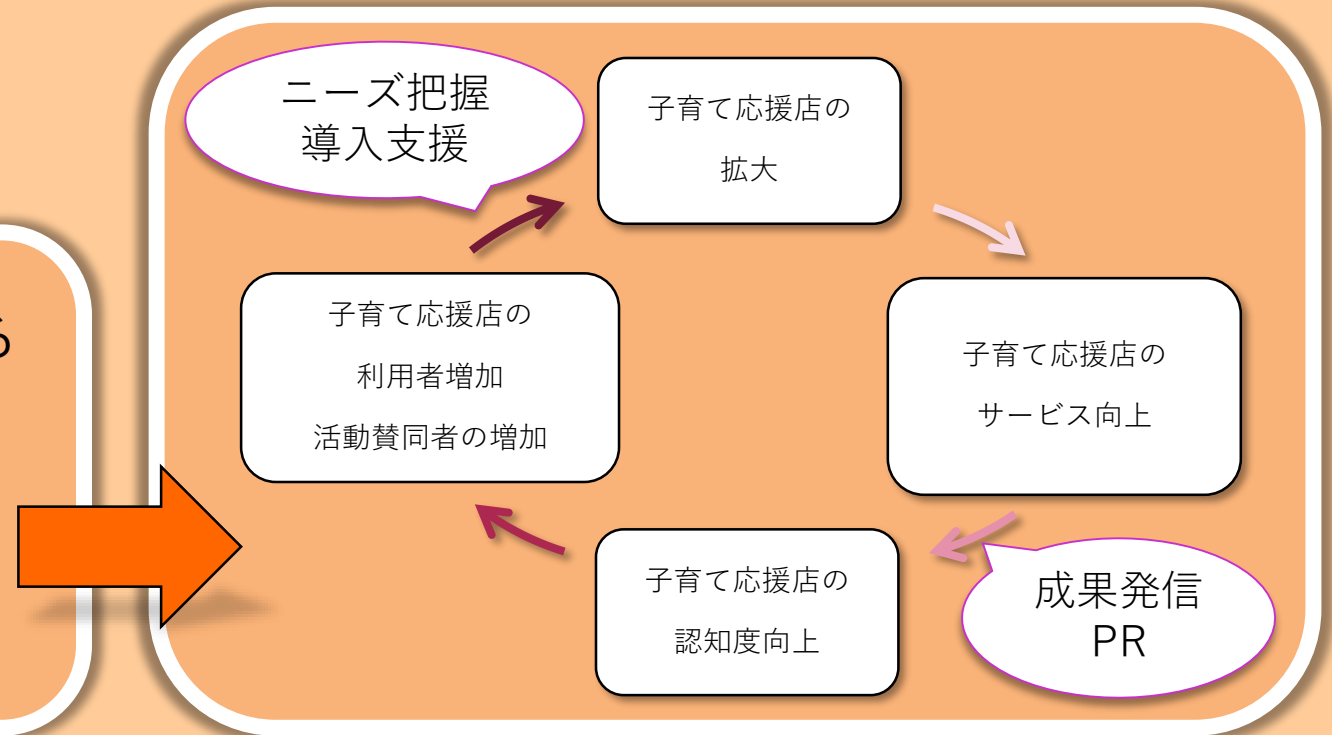 ニーズ把握
導入支援
子育て応援店の
拡大
子育て応援店の
サービス向上
成果発信
PR
子育て応援店の
認知度向上
子育て応援店の
利用者増加
活動賛同者の増加
る